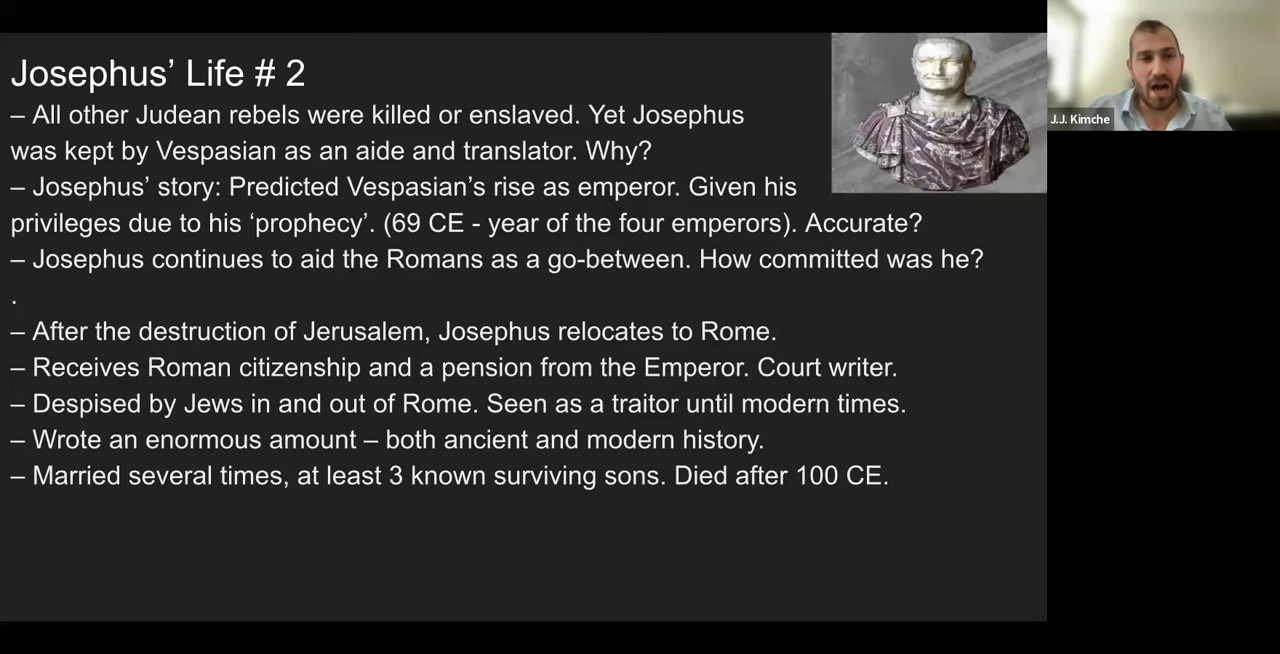 Josephus’ Life # 2
– All other Judean rebels were killed or enslaved. Yet Josephus
was kept by Vespasian as an aide and translator. Why?
– Josephus’ story: Predicted Vespasian’s rise as emperor. Given his
privileges due to his ‘prophecy’. (69 CE - year of the four emperors). Accurate?
– Josephus continues to aid the Romans as a go-between. How committed was he?
.
– After the destruction of Jerusalem, Josephus relocates to Rome.
– Receives Roman citizenship and a pension from the Emperor. Court writer.
– Despised by Jews in and out of Rome. Seen as a traitor until modern times.
– Wrote an enormous amount – both ancient and modern history.
– Married several times, at least 3 known surviving sons. Died after 100 CE.
J.J. Kimche